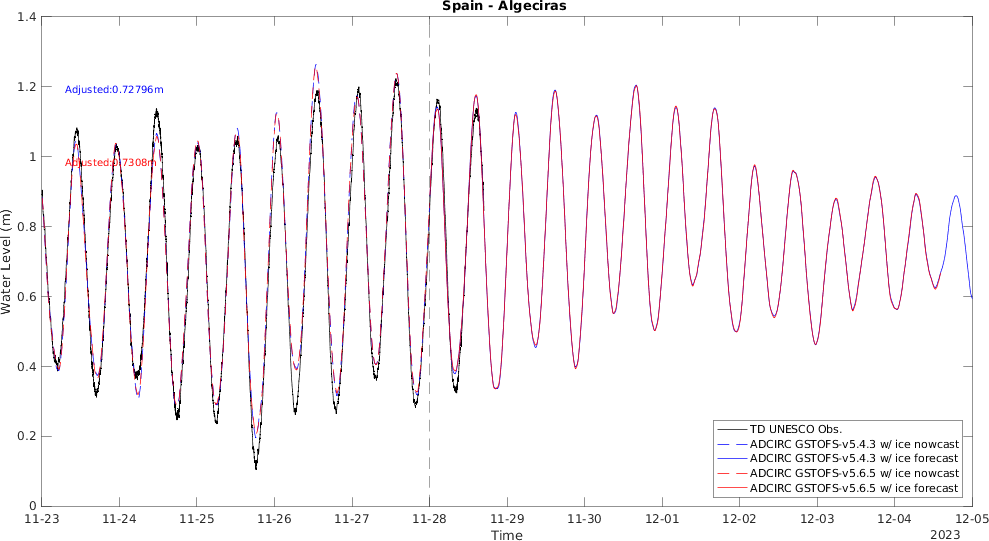 Spain - Algeciras
1.4
1.2
1
0.8
0.6
0.4
0.2
0
Water Level (m)
Adjusted:0.72796m
Adjusted:0.7308m
TD UNESCO Obs.
ADCIRC GSTOFS-v5.4.3 w/ ice nowcast
ADCIRC GSTOFS-v5.4.3 w/ ice forecast
ADCIRC GSTOFS-v5.6.5 w/ ice nowcast
ADCIRC GSTOFS-v5.6.5 w/ ice forecast
11-23 11-24 11-25 11-26 11-27 11-28 11-29 11-30 12-01 12-02 12-03 12-04 12-05
Time
2023